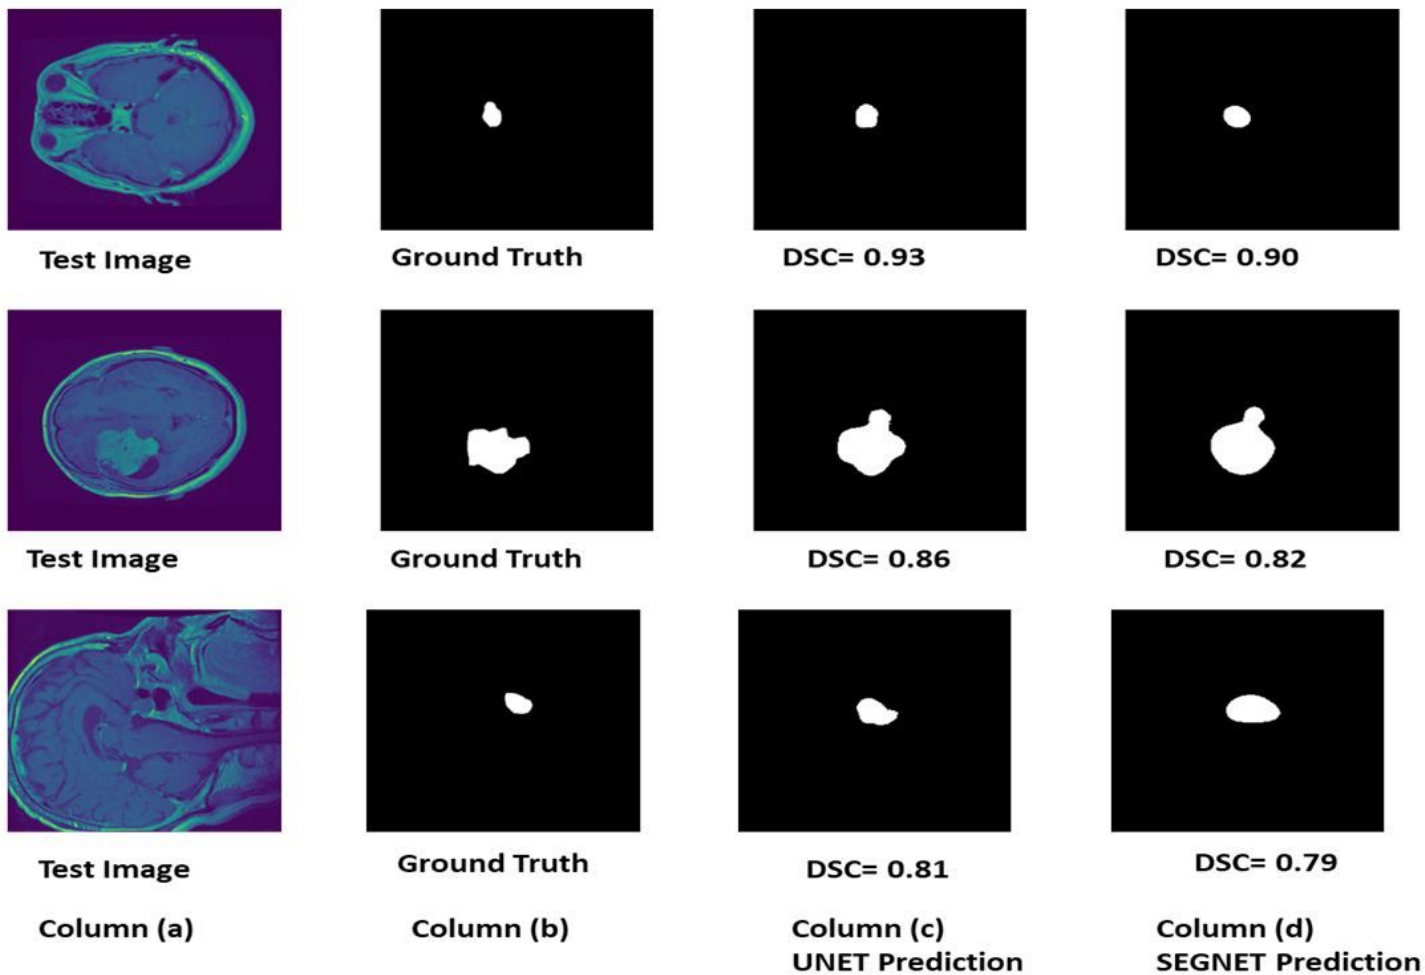 Test Image
Ground Truth
DSC= 0.93
DSC= 0.90
Test Image
Ground Truth
DSC= 0.86
DSC= 0.82
Test Image
Ground Truth
DSC= 0.81
DSC= 0.79
Column (a)
Column (b)
Column (c)
UNET Prediction
Column (d)
SEGNET Prediction